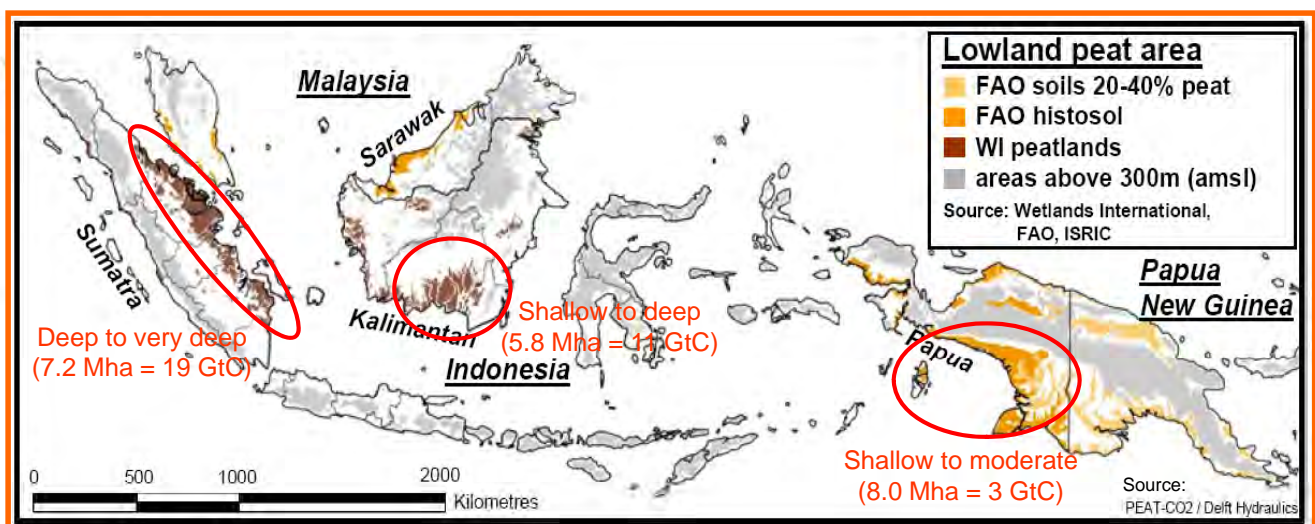 Lowland peat area
FAO soils 20-40% peat
FAO histosol
WI peatlands
areas above 300m (amsl)
Source: Wetlands International,
FAO, ISRIC
Malaysia
Sarawak
Sumatra
Kalimantan
Indonesia
Papua
Papua
New Guinea
Deep to very deep
(7.2 Mha = 19 GtC)
Shallow to deep
(5.8 Mha = 11 GtC)
Shallow to moderate
(8.0 Mha = 3 GtC)
0 500 1000 2000
Kilometres
Source:
PEAT-CO2 / Delft Hydraulics